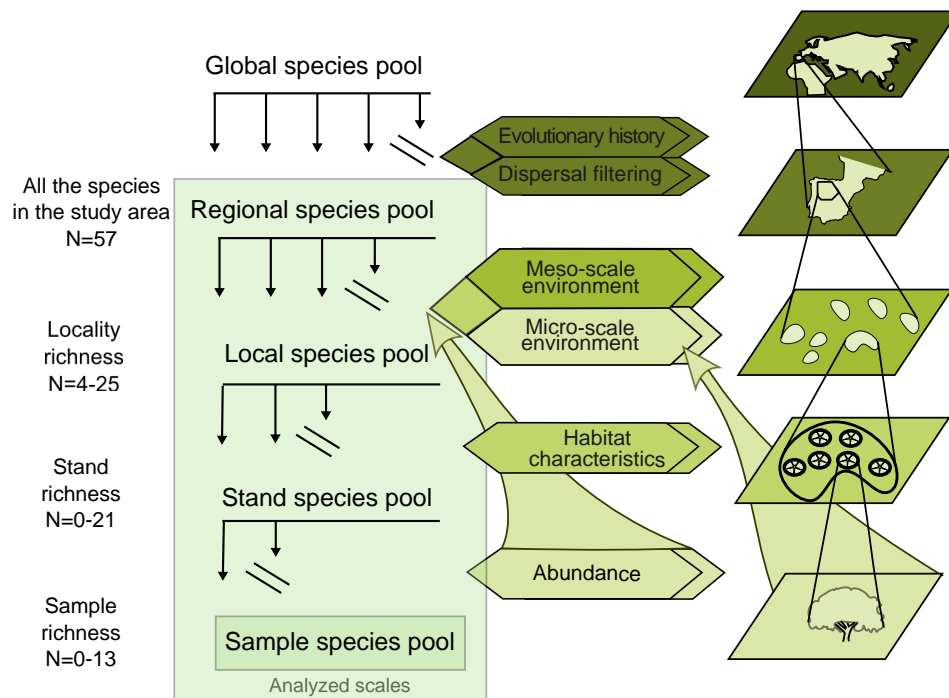 Global species pool
Evolutionary history
Dispersal filtering
All the species
in the study area
N=57
Regional species pool
Meso-scale
environment
Micro-scale
environment
Locality
richness
N=4-25
Local species pool
Habitat
characteristics
Stand
richness
N=0-21
Stand species pool
Abundance
Sample
richness
N=0-13
Sample species pool
Analyzed scales